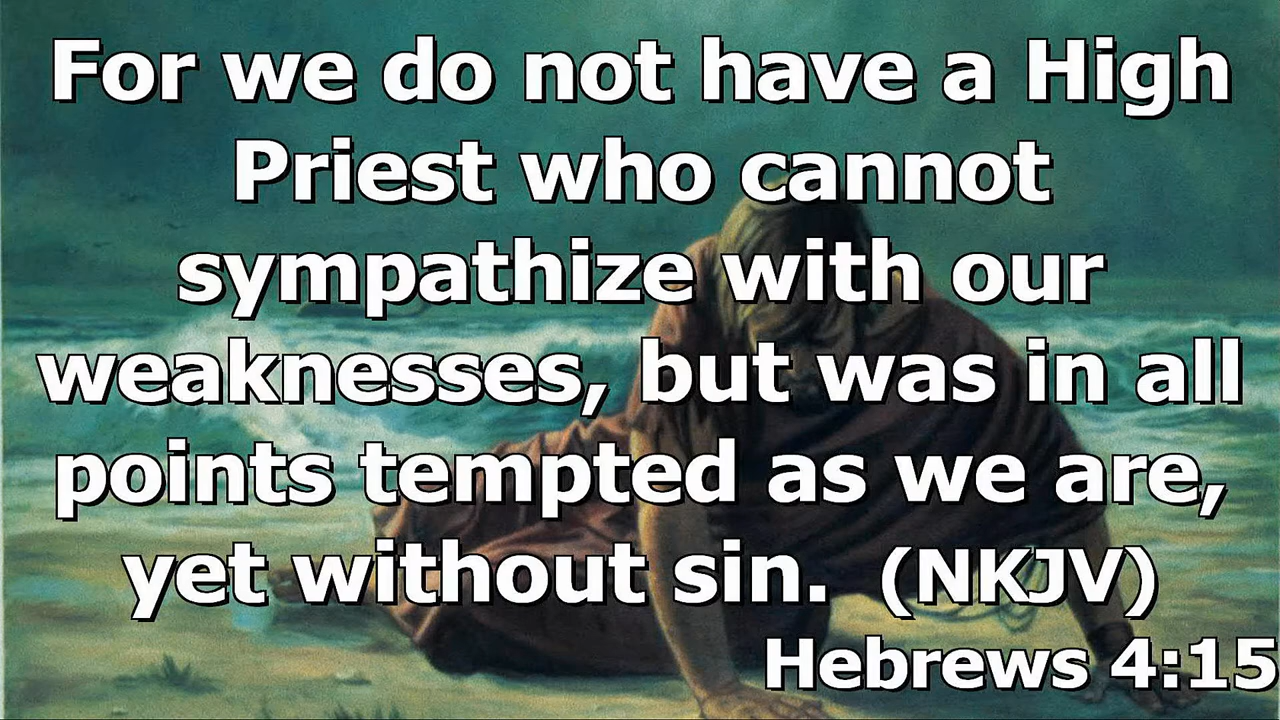 For we do not have a High
Priest who cannot
sympathize with our
weaknesses, but was in all
points tempted as we are,
yet without sin.  (NKJV)
Hebrews 4:15